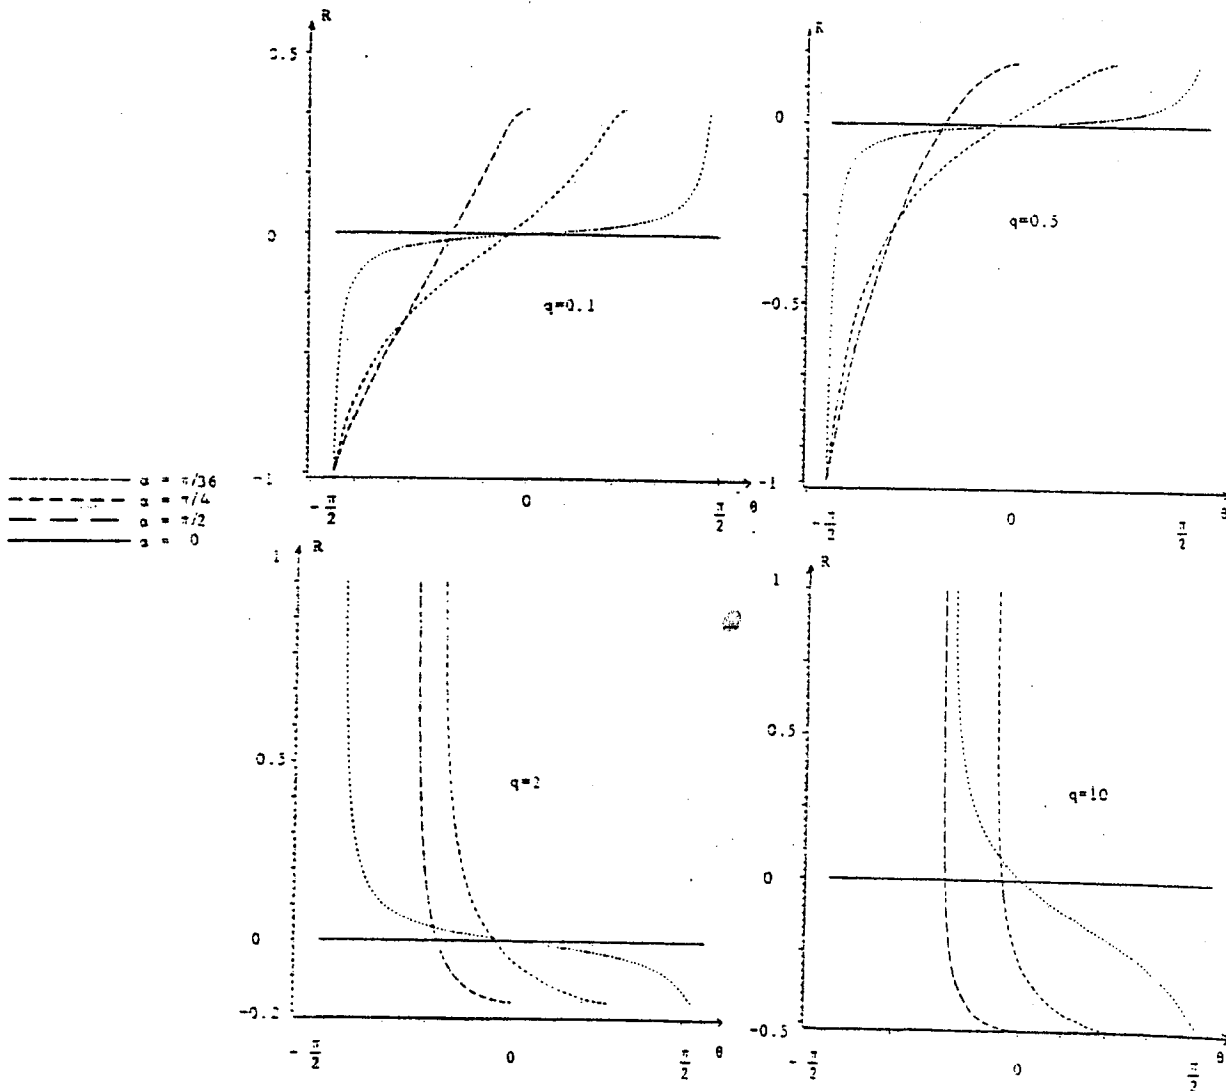 R
0.5
0
q=0.1
-1
-π/2
0
π/2
θ
R
0
q=0.5
-0.5
-1
-π/2
0
π/2
θ
α = π/36
α = π/4
α = π/2
α = 0
R
1
0.5
q=2
0
-0.2
-π/2
0
π/2
θ
R
1
0.5
q=10
0
-0.5
-π/2
0
π/2
θ